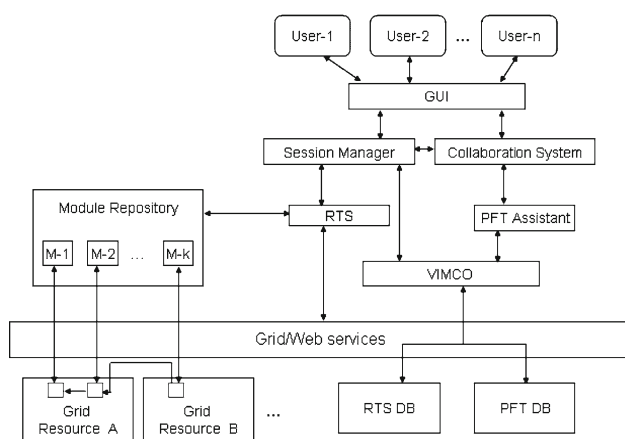 User-1
User-2
...
User-n
GUI
Session Manager
Collaboration System
Module Repository
RTS
PFT Assistant
M-1
M-2
...
M-k
VIMCO
Grid/Web services
Grid
Resource A
Grid
Resource B
...
RTS DB
PFT DB